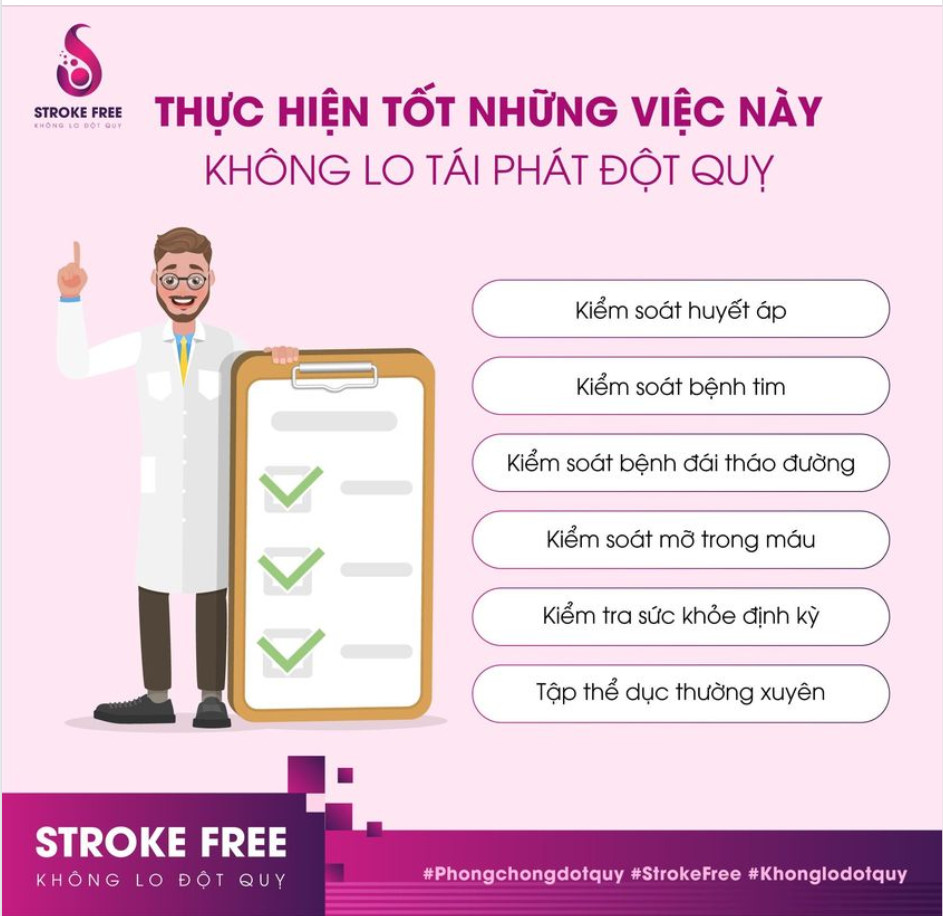 STROKE FREE
KHÔNG LO ĐỘT QUỴ
THỰC HIỆN TỐT NHỮNG VIỆC NÀY
KHÔNG LO TÁI PHÁT ĐỘT QUỴ
Kiểm soát huyết áp
Kiểm soát bệnh tim
Kiểm soát bệnh đái tháo đường
Kiểm soát mỡ trong máu
Kiểm tra sức khỏe định kỳ
Tập thể dục thường xuyên
STROKE FREE
KHÔNG LO ĐỘT QUỴ
#Phongchongdotquy #StrokeFree #Khonglodotquy